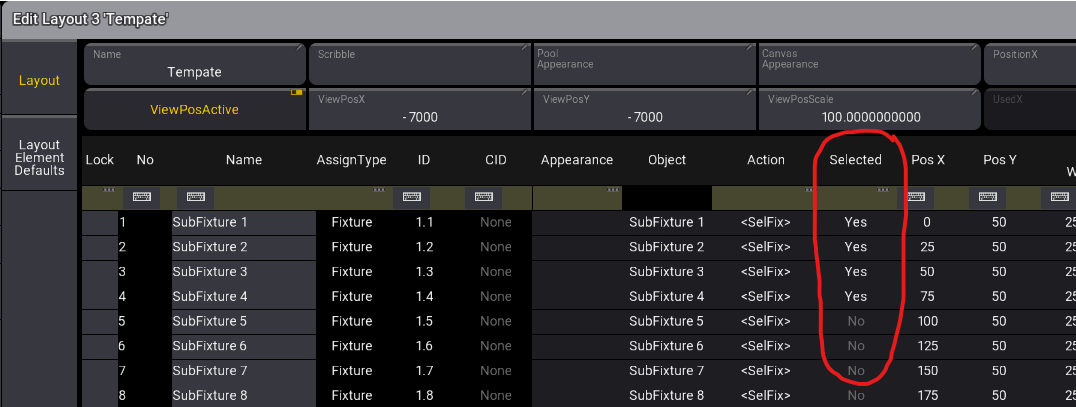 Edit Layout 3 'Tempate'
Layout
Layout
Element
Defaults
Name
Tempate
Scribble
Pool
Appearance
Canvas
Appearance
PositionX
ViewPosActive
ViewPosX
-7000
ViewPosY
-7000
ViewPosScale
100.0000000000
UsedX
Lock No Name AssignType ID CID Appearance Object Action Selected Pos X Pos Y W
1 SubFixture 1 Fixture 1.1 None SubFixture 1 <SelFix> Yes 0 50 25
2 SubFixture 2 Fixture 1.2 None SubFixture 2 <SelFix> Yes 25 50 25
3 SubFixture 3 Fixture 1.3 None SubFixture 3 <SelFix> Yes 50 50 25
4 SubFixture 4 Fixture 1.4 None SubFixture 4 <SelFix> Yes 75 50 25
5 SubFixture 5 Fixture 1.5 None SubFixture 5 <SelFix> No 100 50 25
6 SubFixture 6 Fixture 1.6 None SubFixture 6 <SelFix> No 125 50 25
7 SubFixture 7 Fixture 1.7 None SubFixture 7 <SelFix> No 150 50 25
8 SubFixture 8 Fixture 1.8 None SubFixture 8 <SelFix> No 175 50 25